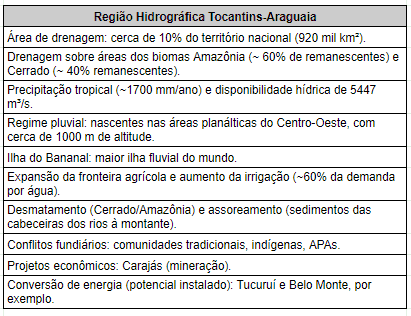 Região Hidrográfica Tocantins-Araguaia
Área de drenagem: cerca de 10% do território nacional (920 mil km²).
Drenagem sobre áreas dos biomas Amazônia (~ 60% de remanescentes) e
Cerrado (~ 40% remanescentes).
Precipitação tropical (~1700 mm/ano) e disponibilidade hídrica de 5447
m³/s.
Regime pluvial: nascentes nas áreas planálticas do Centro-Oeste, com
cerca de 1000 m de altitude.
Ilha do Bananal: maior ilha fluvial do mundo.
Expansão da fronteira agrícola e aumento da irrigação (~60% da demanda
por água).
Desmatamento (Cerrado/Amazônia) e assoreamento (sedimentos das
cabeceiras dos rios à montante).
Conflitos fundiários: comunidades tradicionais, indígenas, APAs.
Projetos econômicos: Carajás (mineração).
Conversão de energia (potencial instalado): Tucuruí e Belo Monte, por
exemplo.